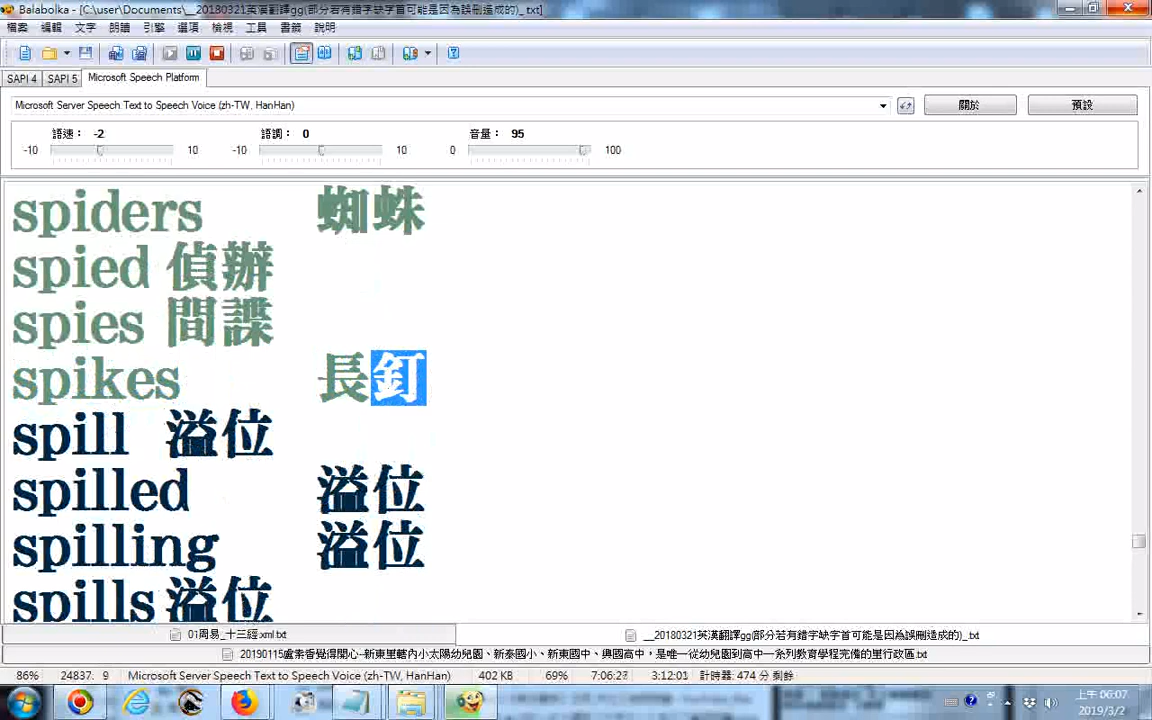 Balabolka - [C:\user\Documents\__20180321英漢翻譯gg(部分若有錯字缺字首可能是因為誤刪造成的)_.txt]
檔案 編輯 文字 朗讀 引擎 選項 檢視 工具 書籤 說明
SAPI 4 SAPI 5 Microsoft Speech Platform
Microsoft Server Speech Text to Speech Voice (zh-TW, HanHan) 關於 預設
語速： -2 語調： 0 音量： 95
-10 10 -10 10 0 100
spiders 蜘蛛
spied 偵辦
spies 間諜
spikes 長釘
spill 溢位
spilled 溢位
spilling 溢位
spills 溢位
01周易_十三經.xml.txt __20180321英漢翻譯gg(部分若有錯字缺字首可能是因為誤刪造成的)_.txt
20190115盧素香覺得開心--新東里轄內小太陽幼兒園、新泰國小、新東國中、興國高中，是唯一從幼兒園到高中一系列教育學程完備的里行政區.txt
86% 24837: 9 Microsoft Server Speech Text to Speech Voice (zh-TW, HanHan) 402 KB 69% 3:12:01 計時器: 474 分 剩餘
上午 06:07
2019/3/2